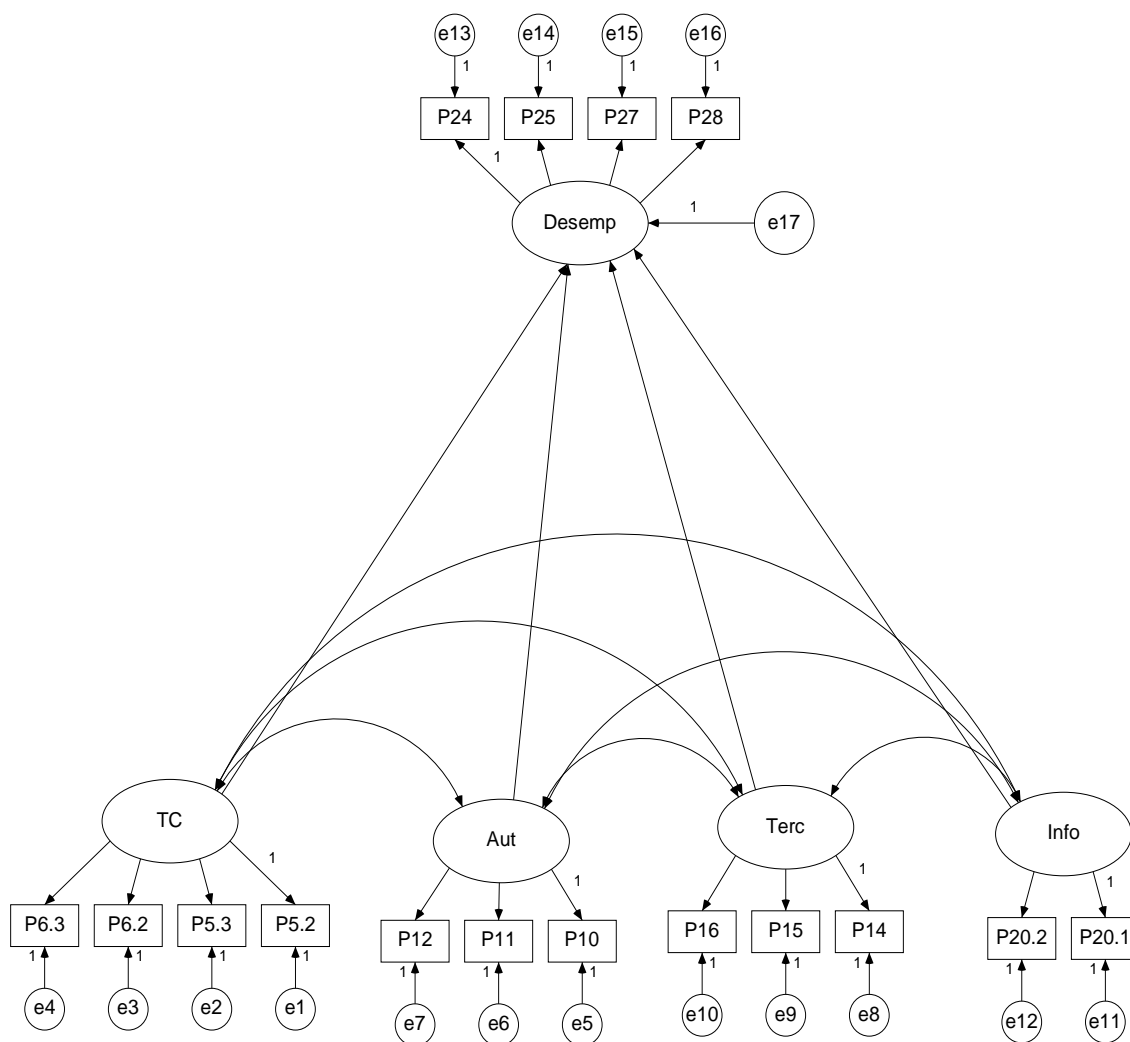 e13 e14 e15 e16
1 1 1 1
P24 P25 P27 P28
1
Desemp
1
e17
TC
Aut
Terc
Info
1
1
1
1
P6.3 P6.2 P5.3 P5.2
P12 P11 P10
P16 P15 P14
P20.2 P20.1
1 1 1 1
1 1 1
1 1 1
1 1
e4 e3 e2 e1
e7 e6 e5
e10 e9 e8
e12 e11